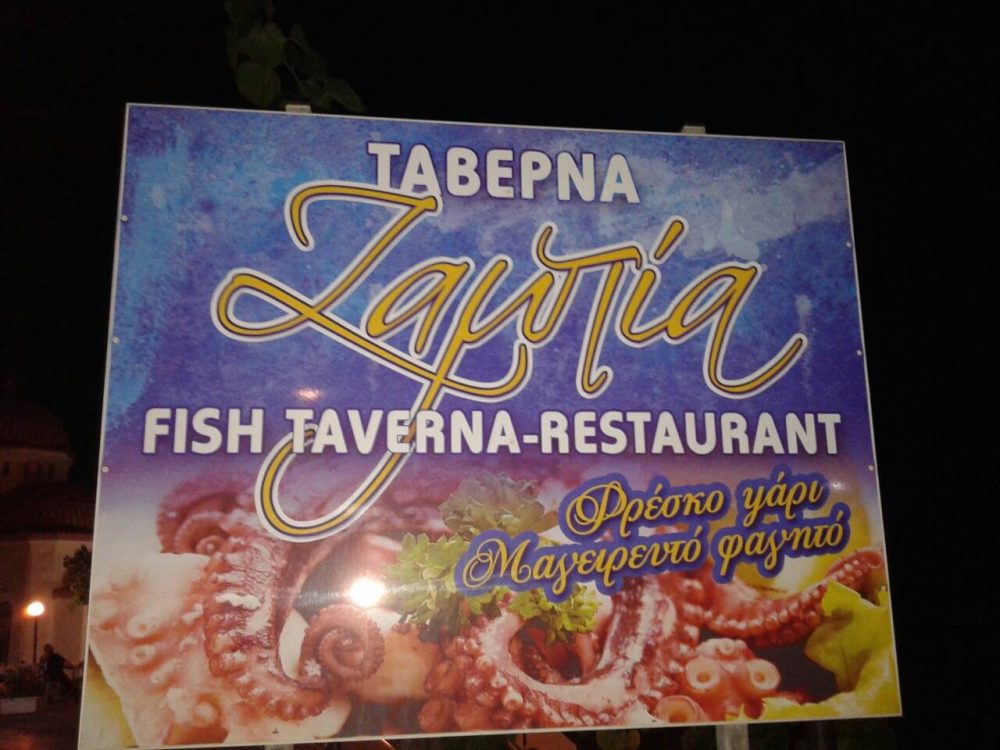 ΤΑΒΕΡΝΑ
Ζαμπία
FISH TAVERNA-RESTAURANT
Φρέσκο ψάρι
Μαγειρευτό φαγητό